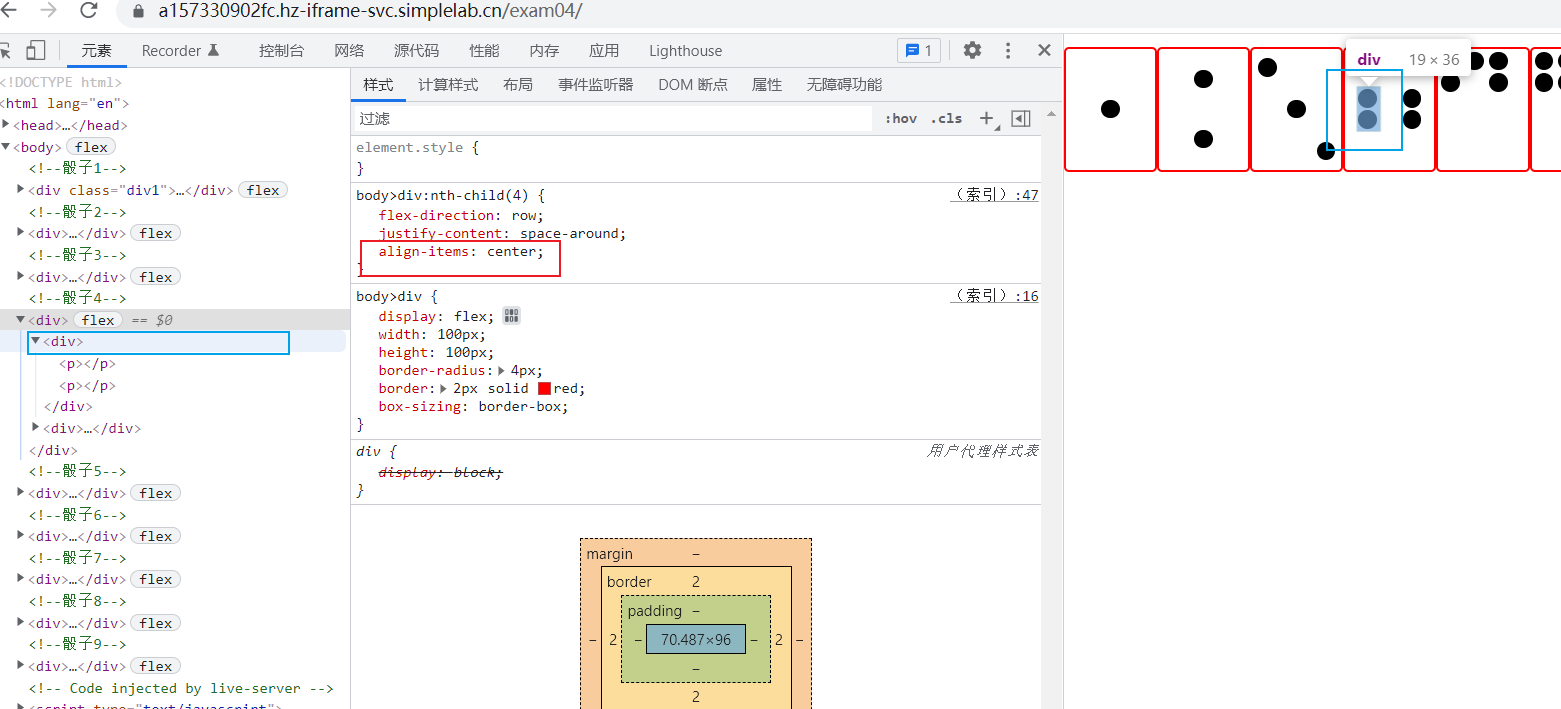 a157330902fc.hz-iframe-svc.simplelab.cn/exam04/
元素 Recorder 控制台 网络 源代码 性能 内存 应用 Lighthouse 1
<!DOCTYPE html>
<html lang="en">
<head>…</head>
<body> flex
<!--骰子1-->
<div class="div1">…</div> flex
<!--骰子2-->
<div>…</div> flex
<!--骰子3-->
<div>…</div> flex
<!--骰子4-->
<div> flex == $0
<div>
<p></p>
<p></p>
</div>
<div>…</div>
</div>
<!--骰子5-->
<div>…</div> flex
<!--骰子6-->
<div>…</div> flex
<!--骰子7-->
<div>…</div> flex
<!--骰子8-->
<div>…</div> flex
<!--骰子9-->
<div>…</div> flex
<!-- Code injected by live-server -->
<script type="text/javascript">
样式 计算样式 布局 事件监听器 DOM 断点 属性 无障碍功能
过滤 :hov .cls
element.style {
}
body>div:nth-child(4) { （索引）:47
flex-direction: row;
justify-content: space-around;
align-items: center;
}
body>div { （索引）:16
display: flex;
width: 100px;
height: 100px;
border-radius: 4px;
border: 2px solid red;
box-sizing: border-box;
}
div { 用户代理样式表
display: block;
}
margin –
border 2
padding –
– 2 – 70.487×96 – 2 –
–
2
div 19 × 36